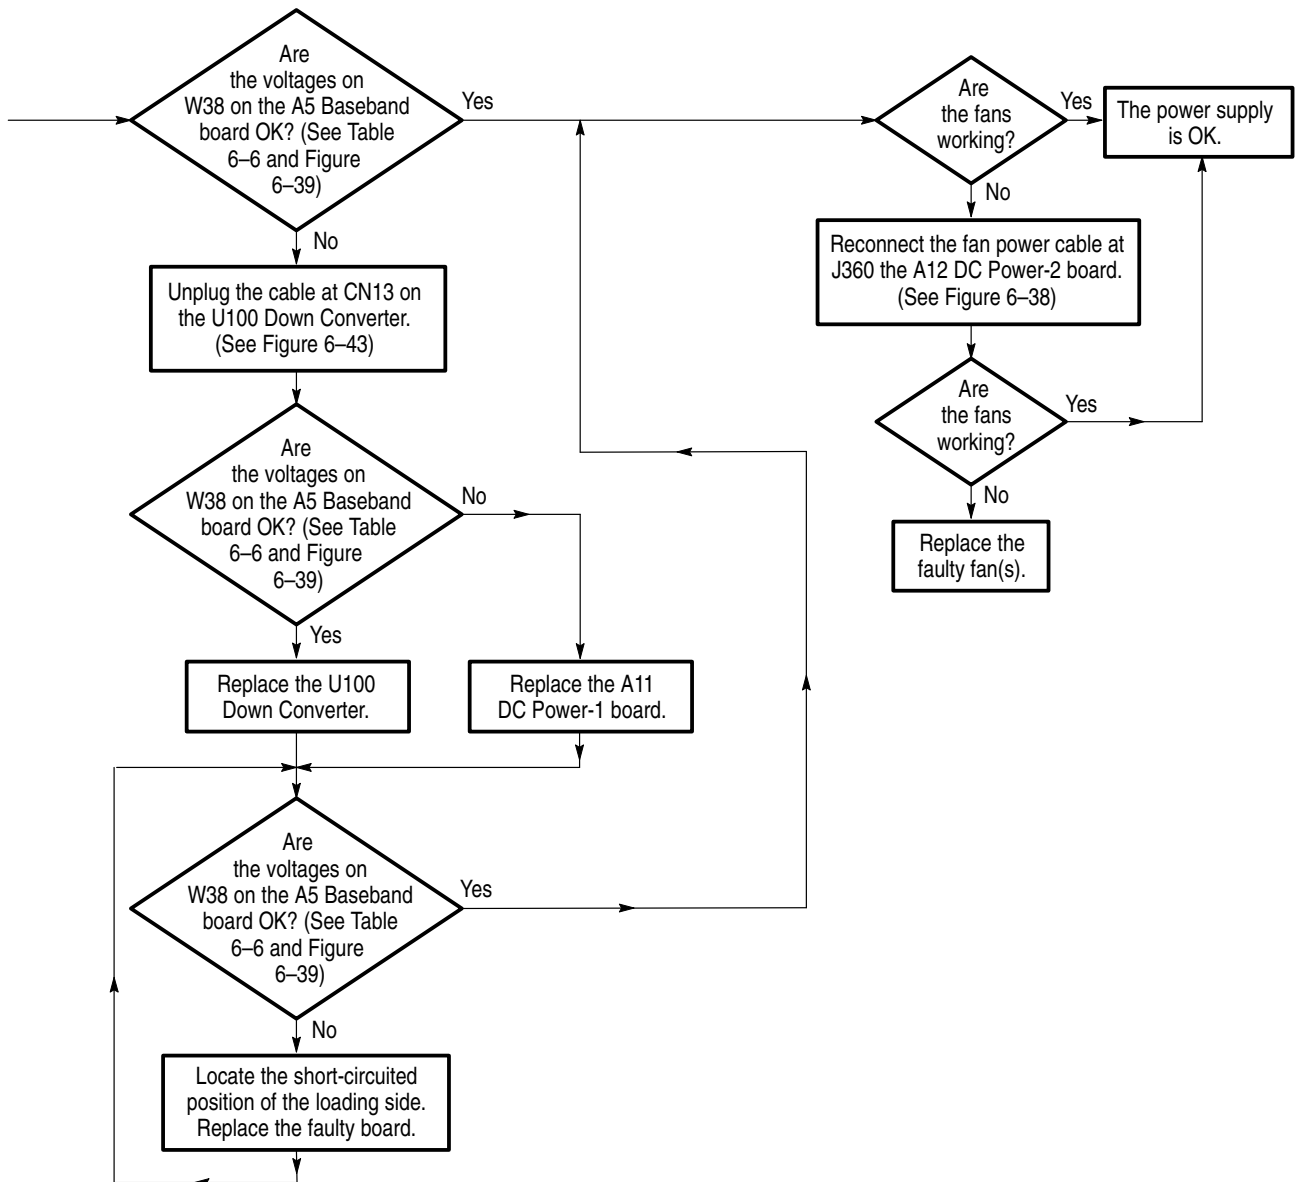 Are
the voltages on
W38 on the A5 Baseband
board OK? (See Table
6–6 and Figure
6–39)
Yes
No
Unplug the cable at CN13 on
the U100 Down Converter.
(See Figure 6–43)
Are
the voltages on
W38 on the A5 Baseband
board OK? (See Table
6–6 and Figure
6–39)
No
Yes
Replace the U100
Down Converter.
Replace the A11
DC Power-1 board.
Are
the voltages on
W38 on the A5 Baseband
board OK? (See Table
6–6 and Figure
6–39)
Yes
No
Locate the short-circuited
position of the loading side.
Replace the faulty board.
Are
the fans
working?
Yes
The power supply
is OK.
No
Reconnect the fan power cable at
J360 the A12 DC Power-2 board.
(See Figure 6–38)
Are
the fans
working?
Yes
No
Replace the
faulty fan(s).